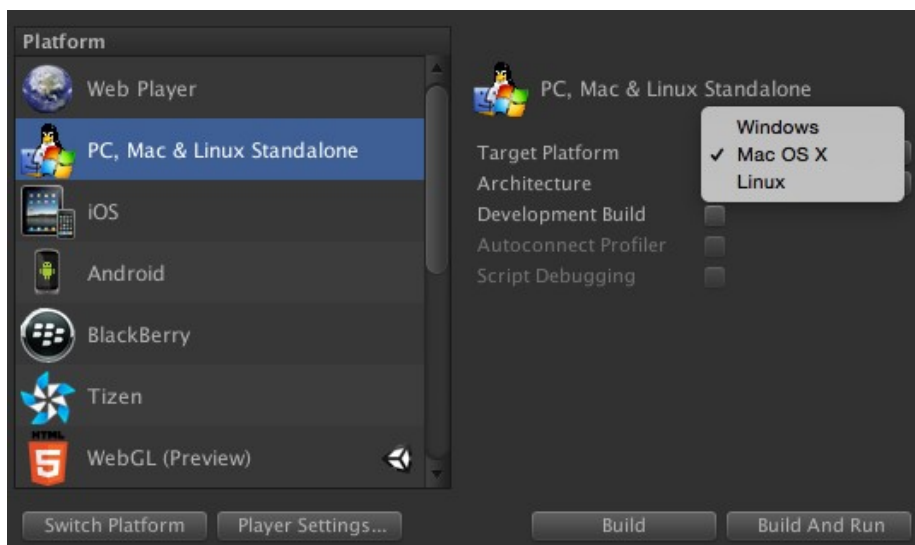 Platform
Web Player
PC, Mac & Linux Standalone
iOS
Android
BlackBerry
Tizen
HTML
5
WebGL (Preview)
Switch Platform
Player Settings...
PC, Mac & Linux Standalone
Target Platform
Windows
✓ Mac OS X
Linux
Architecture
Development Build
Autoconnect Profiler
Script Debugging
Build
Build And Run